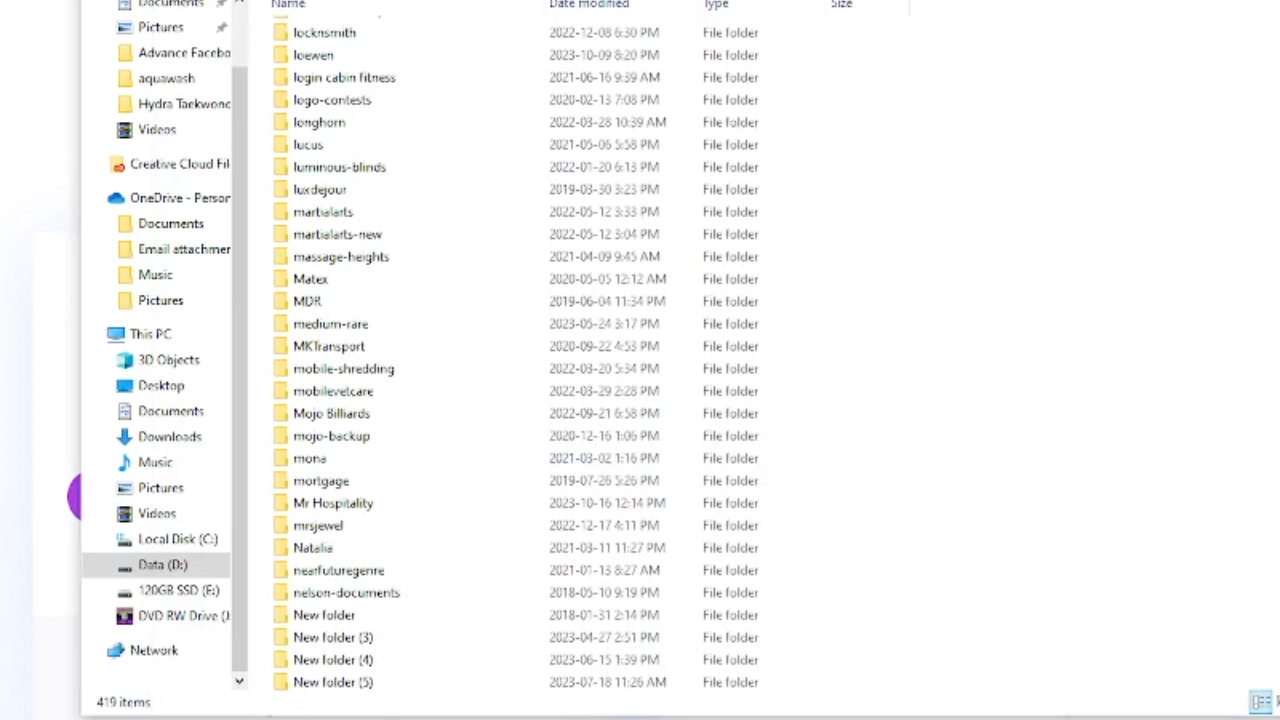 Documents
Pictures
Advance Facebo
aquawash
Hydra Taekwond
Videos
Creative Cloud Fil
OneDrive - Person
Documents
Email attachmen
Music
Pictures
This PC
3D Objects
Desktop
Documents
Downloads
Music
Pictures
Videos
Local Disk (C:)
Data (D:)
120GB SSD (E:)
DVD RW Drive (
Network
419 items
Name Date modified Type Size
locknsmith 2022-12-08 6:30 PM File folder
loewen 2023-10-09 8:20 PM File folder
login cabin fitness 2021-06-16 9:39 AM File folder
logo-contests 2020-02-13 7:08 PM File folder
longhorn 2022-03-28 10:39 AM File folder
lucus 2021-05-06 5:58 PM File folder
luminous-blinds 2022-01-20 6:13 PM File folder
luxdejour 2019-03-30 3:23 PM File folder
martialarts 2022-05-12 3:33 PM File folder
martialarts-new 2022-05-12 3:04 PM File folder
massage-heights 2021-04-09 9:45 AM File folder
Matex 2020-05-05 12:12 AM File folder
MDR 2019-06-04 11:34 PM File folder
medium-rare 2023-05-24 3:17 PM File folder
MKTransport 2020-09-22 4:53 PM File folder
mobile-shredding 2022-03-20 5:34 PM File folder
mobilevetcare 2022-03-29 2:28 PM File folder
Mojo Billiards 2022-09-21 6:58 PM File folder
mojo-backup 2020-12-16 1:06 PM File folder
mona 2021-03-02 1:16 PM File folder
mortgage 2019-07-26 5:26 PM File folder
Mr Hospitality 2023-10-16 12:14 PM File folder
mrsjewel 2022-12-17 4:11 PM File folder
Natalia 2021-03-11 11:27 PM File folder
nearfuturegenre 2021-01-13 8:27 AM File folder
nelson-documents 2018-05-10 9:19 PM File folder
New folder 2018-01-31 2:14 PM File folder
New folder (3) 2023-04-27 2:51 PM File folder
New folder (4) 2023-06-15 1:39 PM File folder
New folder (5) 2023-07-18 11:26 AM File folder